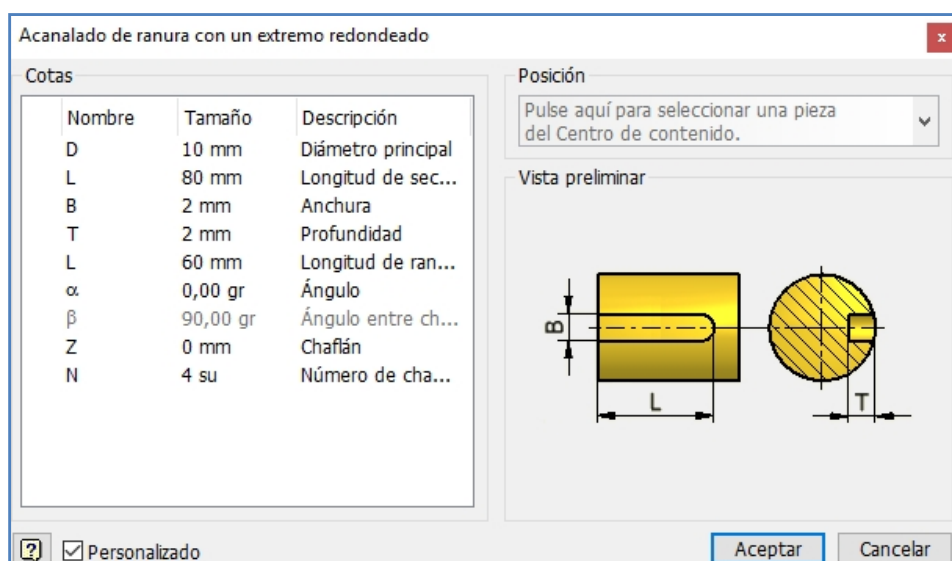 Acanalado de ranura con un extremo redondeado
x
Cotas
Nombre Tamaño Descripción
D 10 mm Diámetro principal
L 80 mm Longitud de sec...
B 2 mm Anchura
T 2 mm Profundidad
L 60 mm Longitud de ran...
α 0,00 gr Ángulo
β 90,00 gr Ángulo entre ch...
Z 0 mm Chaflán
N 4 su Número de cha...
Posición
Pulse aquí para seleccionar una pieza
del Centro de contenido.
Vista preliminar
B
L
T
?
Personalizado
Aceptar
Cancelar